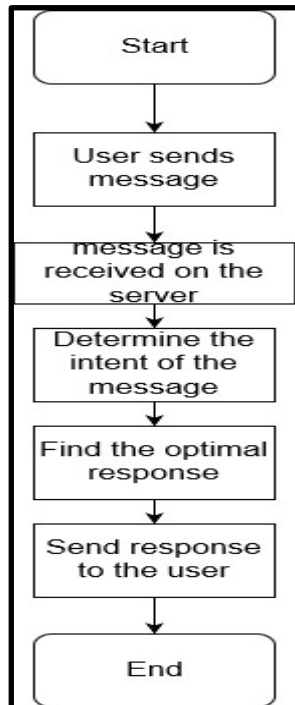 Start
User sends
message
message is
received on the
server
Determine the
intent of the
message
Find the optimal
response
Send response
to the user
End